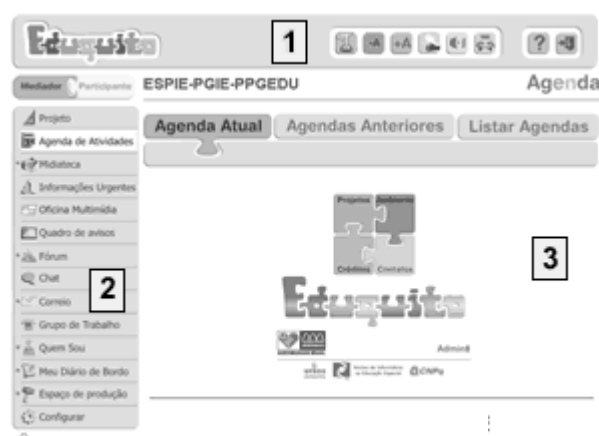 Eduquito
1
-A +A ?
Mediador Participante
ESPIE-PGIE-PPGEDU
Agenda
Agenda Atual Agendas Anteriores Listar Agendas
Projeto
Agenda de Atividades
Midiateca
Informações Urgentes
Oficina Multimídia
Quadro de avisos
Fórum
Chat
Correio
Grupo de Trabalho
Quem Sou
Meu Diário de Bordo
Espaço de produção
Configurar
2
Projetos Ambiente
Créditos Contatos
Eduquito
3
Admin8
CNPq